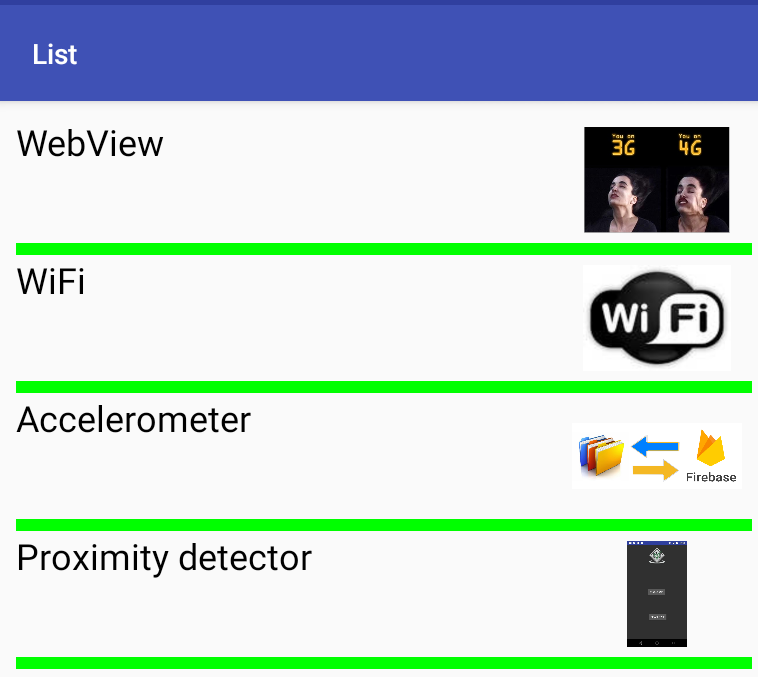 List
WebView
You on
3G
You on
4G
WiFi
Wi Fi
Accelerometer
Firebase
Proximity detector